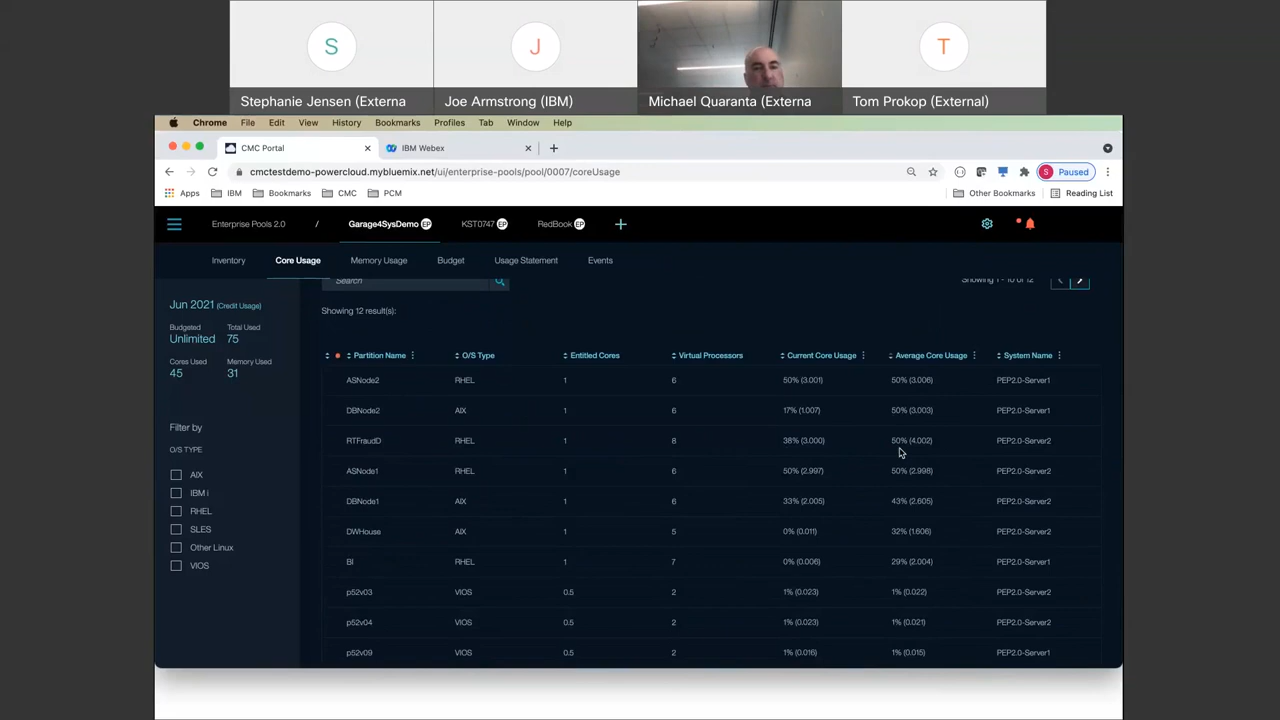 S
J
T
Stephanie Jensen (Externa
Joe Armstrong (IBM)
Michael Quaranta (Externa
Tom Prokop (External)
Chrome File Edit View History Bookmarks Profiles Tab Window Help
CMC Portal
IBM Webex
cmctestdemo-powercloud.mybluemix.net/ui/enterprise-pools/pool/0007/coreUsage
S Paused
Apps IBM Bookmarks CMC PCM Other Bookmarks Reading List
Enterprise Pools 2.0 / Garage4SysDemo EP KST0747 EP RedBook EP
Inventory Core Usage Memory Usage Budget Usage Statement Events
Search
Showing 1 - 10 of 12
Jun 2021 (Credit Usage)
Budgeted Total Used
Unlimited 75
Cores Used Memory Used
45 31
Filter by
O/S TYPE
AIX
IBM i
RHEL
SLES
Other Linux
VIOS
Showing 12 result(s):
Partition Name O/S Type Entitled Cores Virtual Processors Current Core Usage Average Core Usage System Name
ASNode2 RHEL 1 6 50% (3.001) 50% (3.006) PEP2.0-Server1
DBNode2 AIX 1 6 17% (1.007) 50% (3.003) PEP2.0-Server1
RTFraudD RHEL 1 8 38% (3.000) 50% (4.002) PEP2.0-Server2
ASNode1 RHEL 1 6 50% (2.997) 50% (2.998) PEP2.0-Server2
DBNode1 AIX 1 6 33% (2.005) 43% (2.605) PEP2.0-Server2
DWHouse AIX 1 5 0% (0.011) 32% (1.606) PEP2.0-Server2
BI RHEL 1 7 0% (0.006) 29% (2.004) PEP2.0-Server1
p52v03 VIOS 0.5 2 1% (0.023) 1% (0.022) PEP2.0-Server2
p52v04 VIOS 0.5 2 1% (0.023) 1% (0.021) PEP2.0-Server2
p52v09 VIOS 0.5 2 1% (0.016) 1% (0.015) PEP2.0-Server1